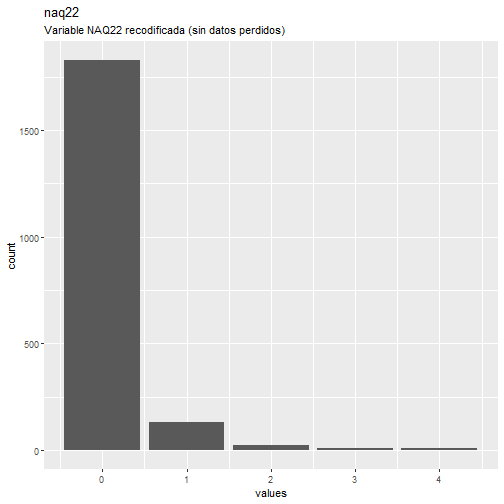 naq22
Variable NAQ22 recodificada (sin datos perdidos)
1500
1000
500
0
count
0 1 2 3 4
values